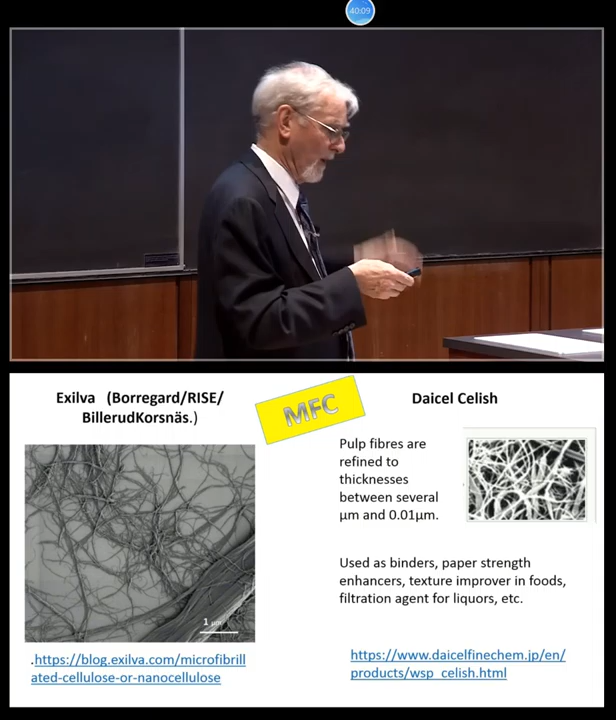 40:09
Exilva (Borregard/RISE/
BillerudKorsnäs.)
MFC
Daicel Celish
Pulp fibres are
refined to
thicknesses
between several
µm and 0.01µm.
Used as binders, paper strength
enhancers, texture improver in foods,
filtration agent for liquors, etc.
1 µm
.https://blog.exilva.com/microfibrill
ated-cellulose-or-nanocellulose
https://www.daicelfinechem.jp/en/
products/wsp_celish.html